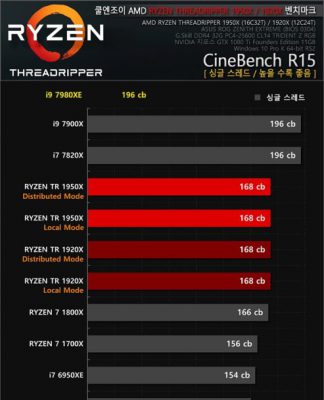 쿨엔조이 AMD RYZEN THREADRIPPER 1950X / 1920X 벤치마크
RYZEN
THREADRIPPER
AMD RYZEN THREADRIPPER 1950X (16C32T) / 1920X (12C24T)
ASUS ROG ZENITH EXTREME (BIOS 0304)
G.Skill DDR4 32G PC4-25600 CL14 TRIDENT Z RGB
NVIDIA 지포스 GTX 1080 Ti Founders Edition 11GB
Windows 10 Pro K 64-bit RS2
CineBench R15
[ 싱글 스레드 / 높을 수록 좋음 ]
i9 7980XE 196 cb
싱글 스레드
i9 7900X 196 cb
i7 7820X 196 cb
RYZEN TR 1950X
Distributed Mode 168 cb
RYZEN TR 1950X
Local Mode 168 cb
RYZEN TR 1920X
Distributed Mode 168 cb
RYZEN TR 1920X
Local Mode 168 cb
RYZEN 7 1800X 166 cb
RYZEN 7 1700X 156 cb
i7 6950XE 154 cb